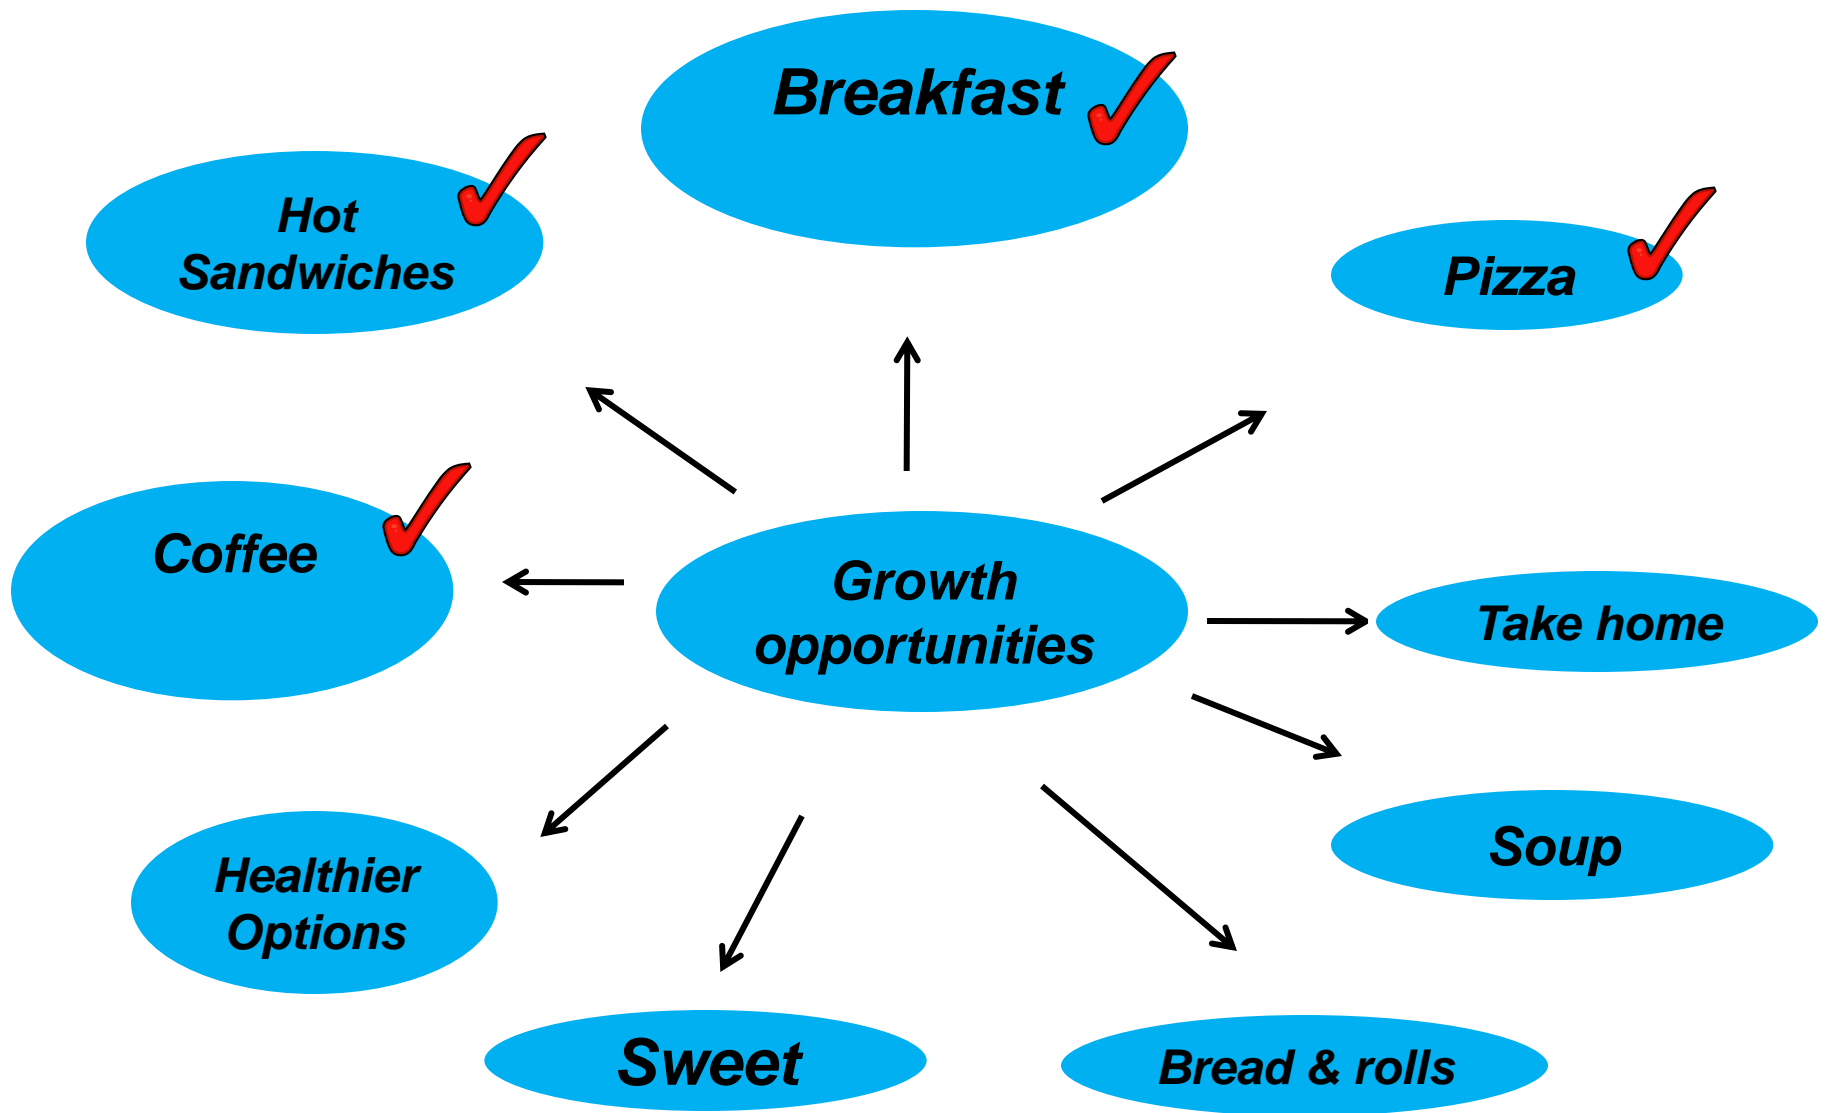 Breakfast
Hot
Sandwiches
Pizza
Coffee
Growth
opportunities
Take home
Soup
Healthier
Options
Sweet
Bread & rolls